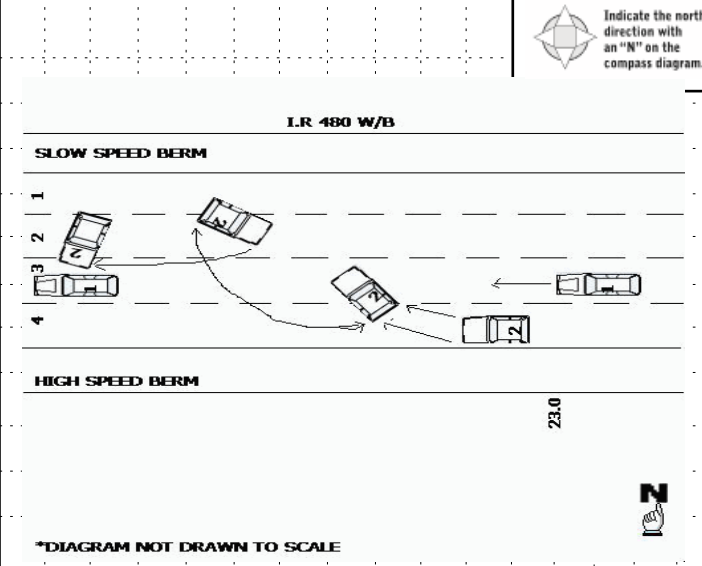 Indicate the north
direction with
an "N" on the
compass diagram.
I.R 480 W/B
SLOW SPEED BERM
1
2
3
4
2
2
1
2
1
2
HIGH SPEED BERM
23.0
N
*DIAGRAM NOT DRAWN TO SCALE